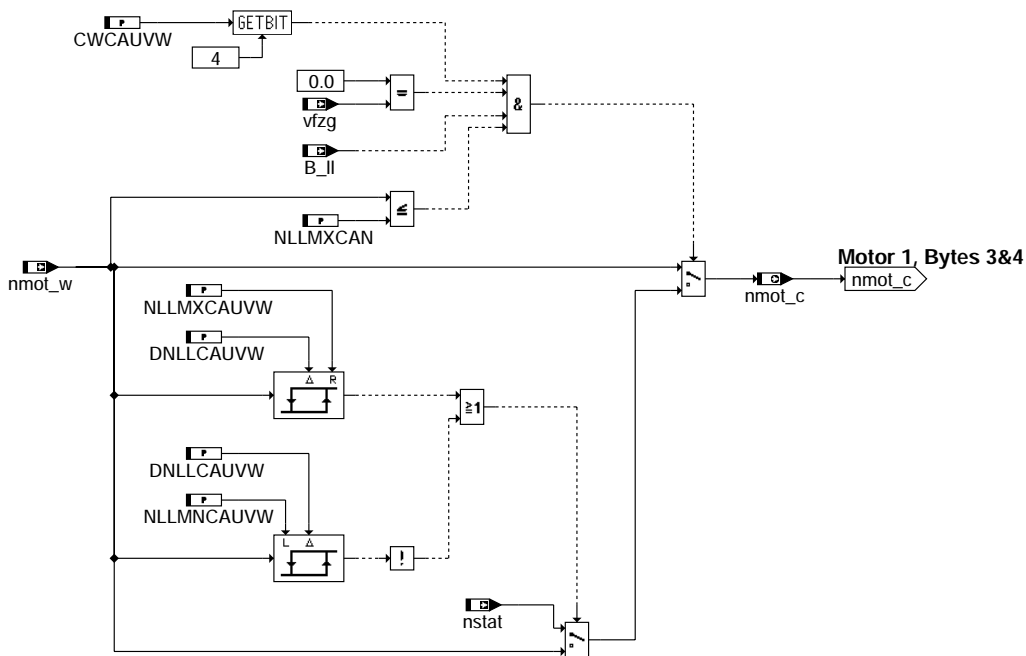 P
GETBIT
CWCAUVW
4
0.0
=
vfzg
&
B_ll
≤
P
NLLMXCAN
Motor 1, Bytes 3&4
nmot_w
nmot_c
nmot_c
P
NLLMXCAUVW
P
DNLLCAUVW
Δ R
≥1
P
DNLLCAUVW
P
NLLMNCAUVW
L Δ
!
nstat